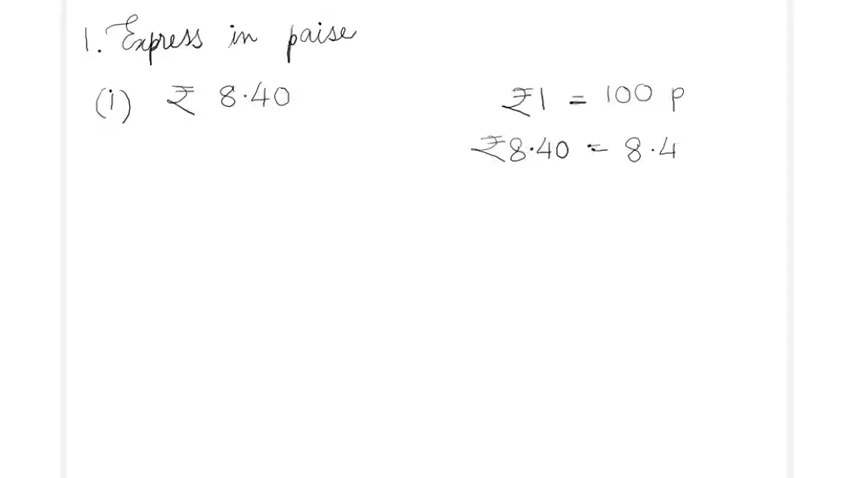 1. Express in paise
(i) ₹ 8.40
₹1 = 100 p
₹8.40 = 8.4